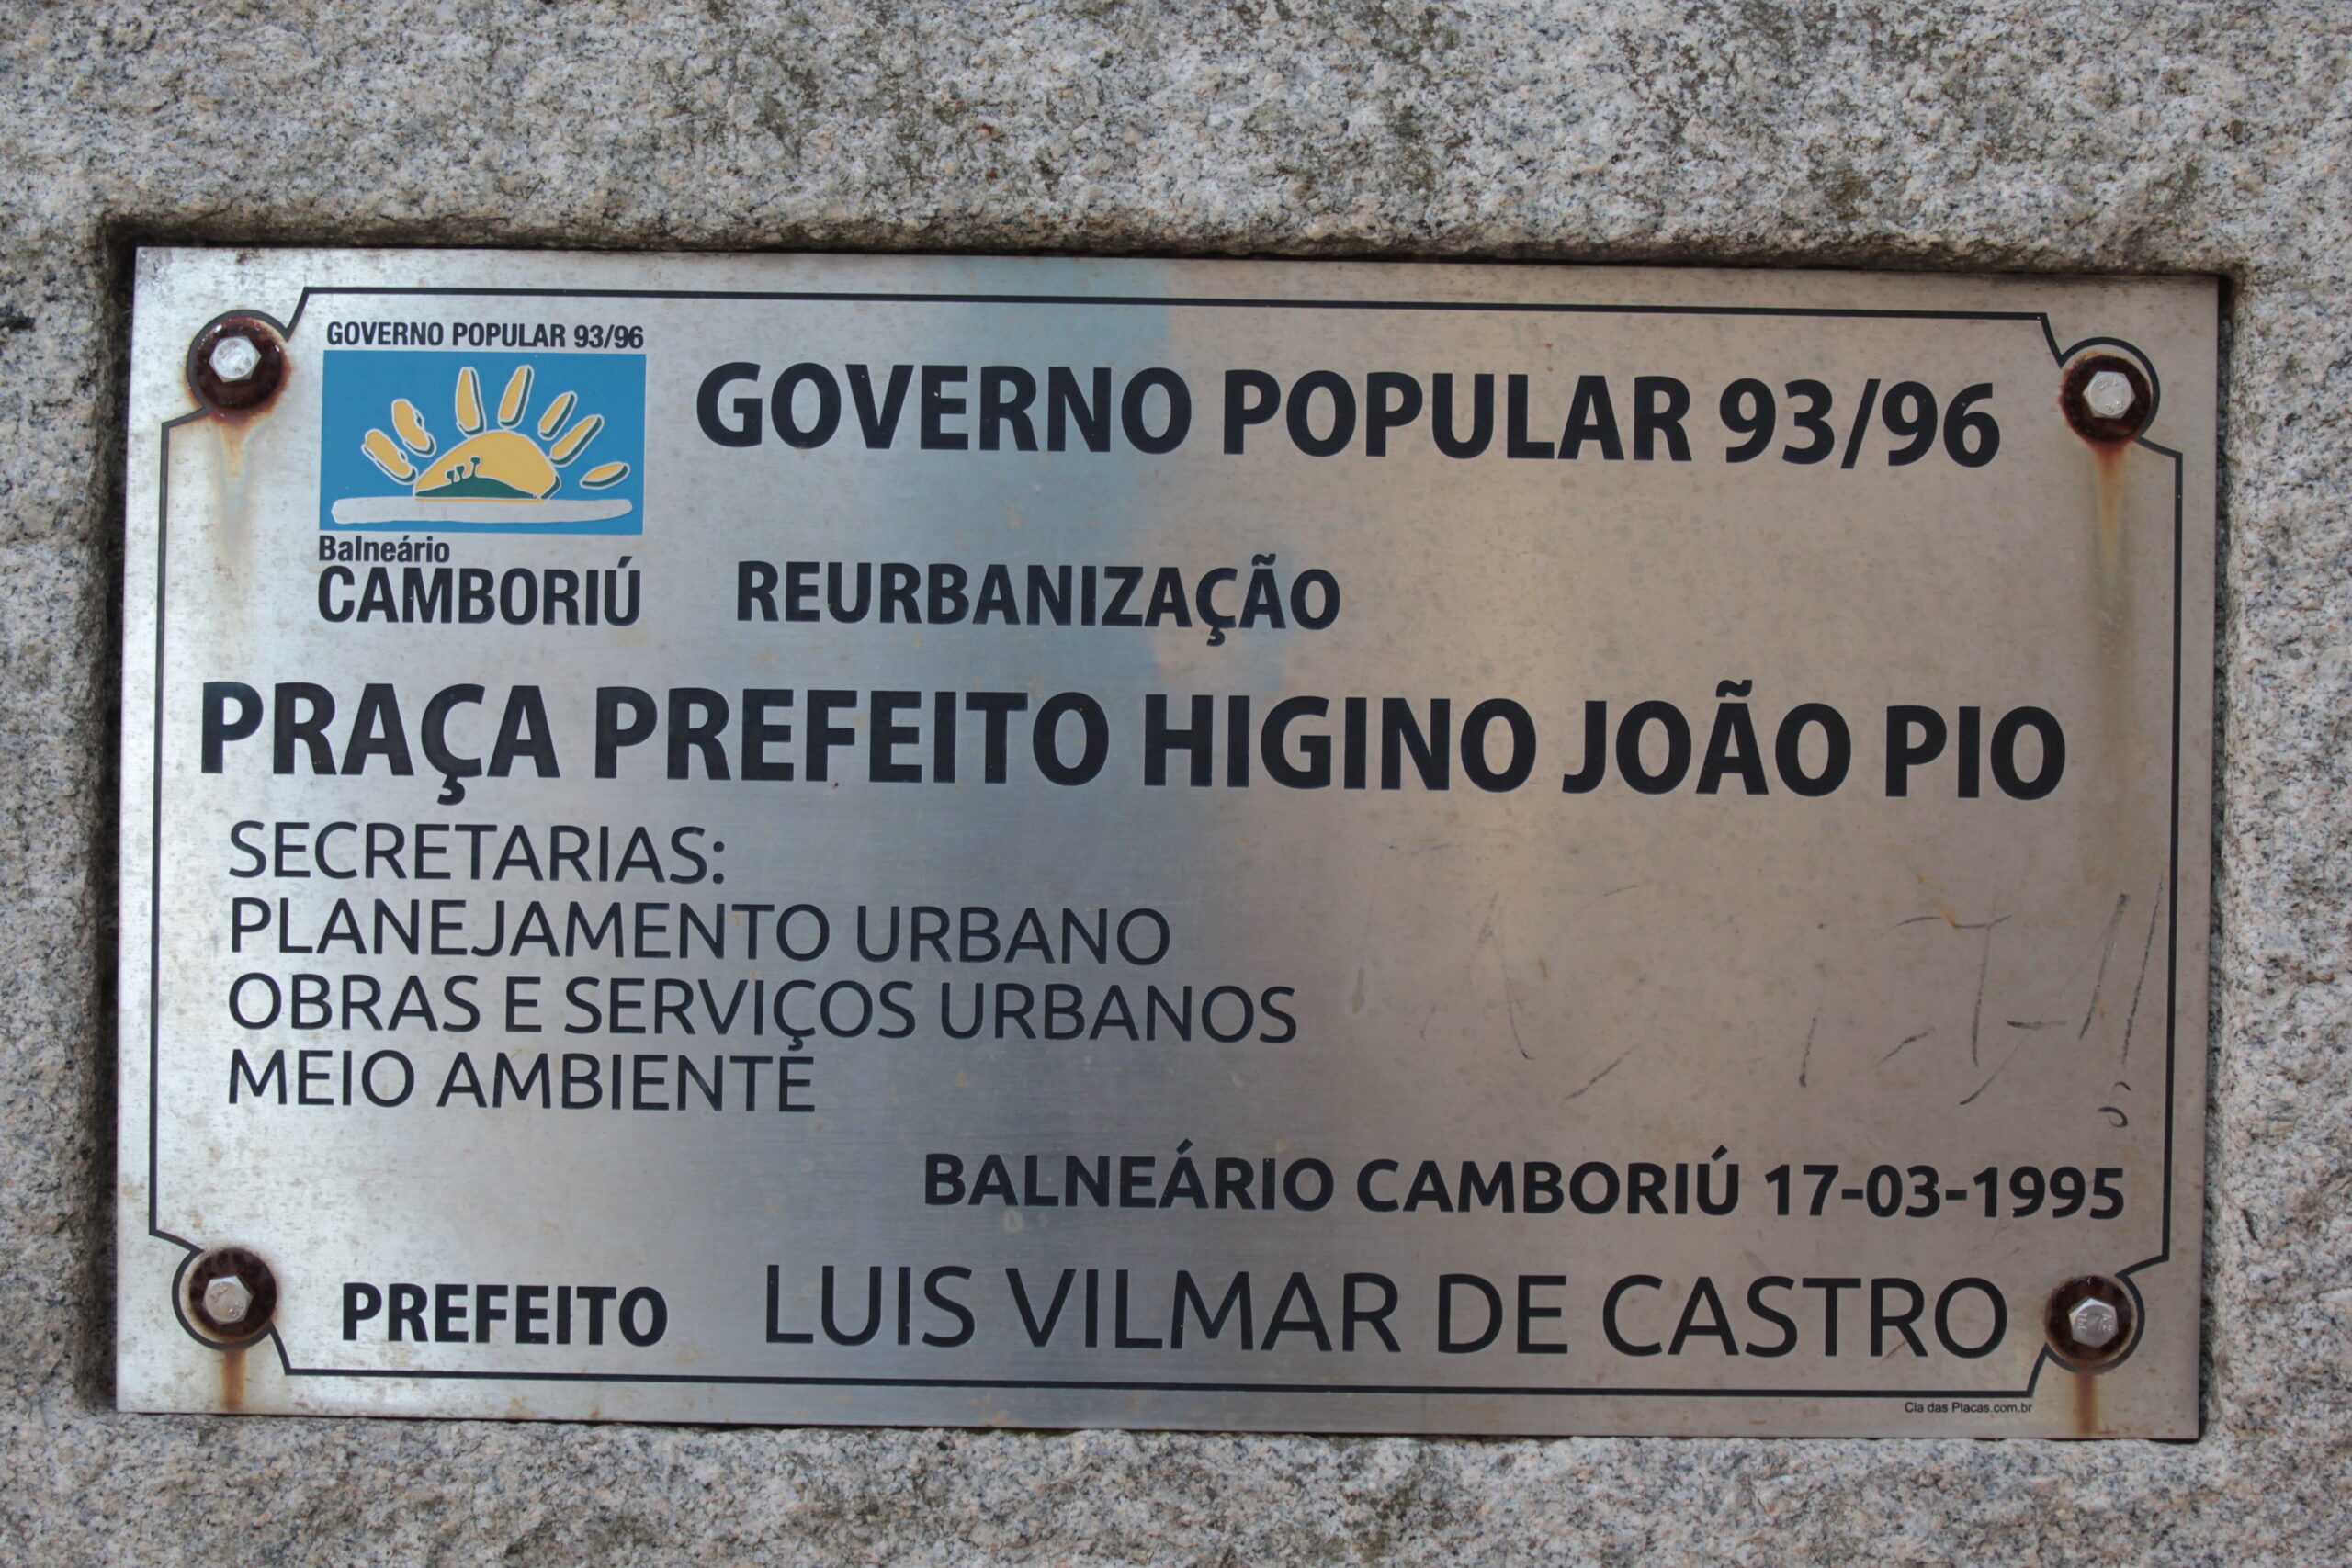 GOVERNO POPULAR 93/96
Balneário
CAMBORIÚ
GOVERNO POPULAR 93/96
REURBANIZAÇÃO
PRAÇA PREFEITO HIGINO JOÃO PIO
SECRETARIAS:
PLANEJAMENTO URBANO
OBRAS E SERVIÇOS URBANOS
MEIO AMBIENTE
BALNEÁRIO CAMBORIÚ 17-03-1995
PREFEITO LUIS VILMAR DE CASTRO
Cia das Placas.com.br